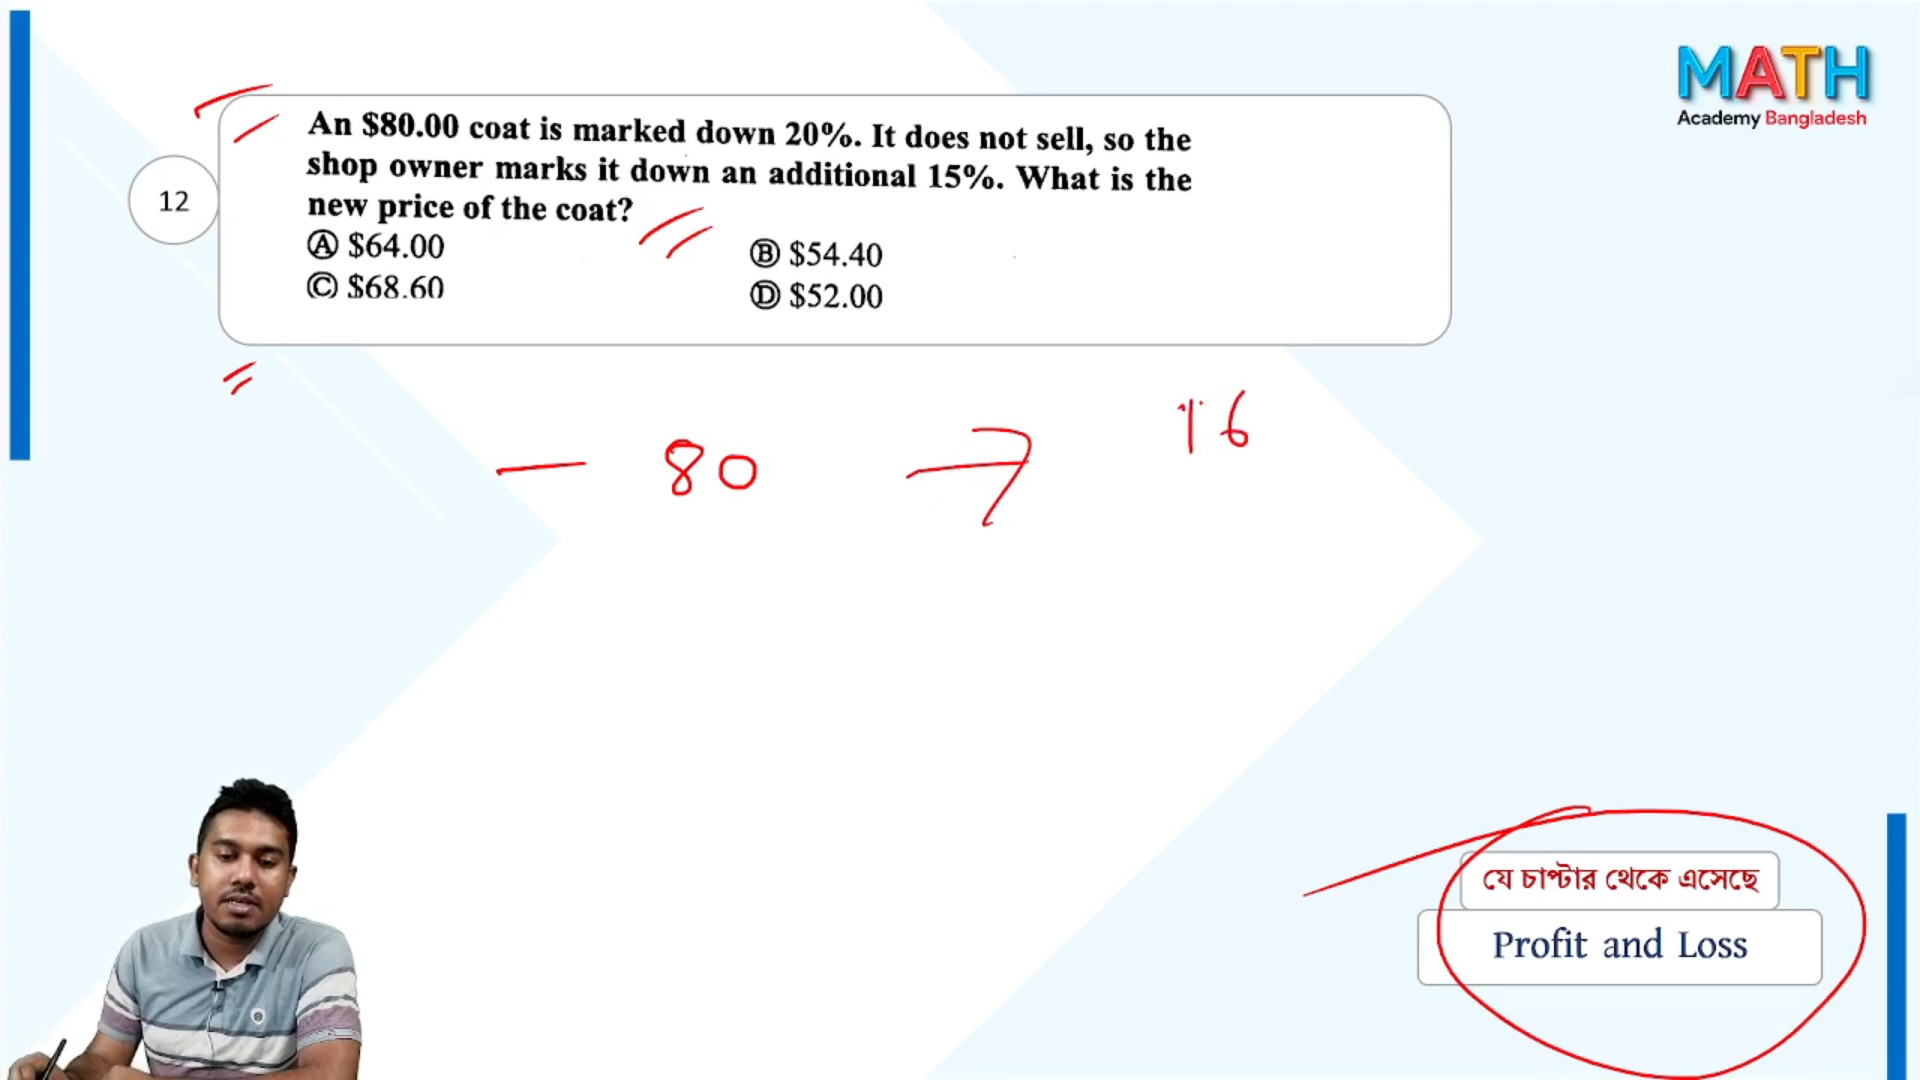 MATH
Academy Bangladesh
12
An $80.00 coat is marked down 20%. It does not sell, so the
shop owner marks it down an additional 15%. What is the
new price of the coat?
Ⓐ $64.00
Ⓑ $54.40
Ⓒ $68.60
Ⓓ $52.00
80
16
যে চাপ্টার থেকে এসেছে
Profit and Loss